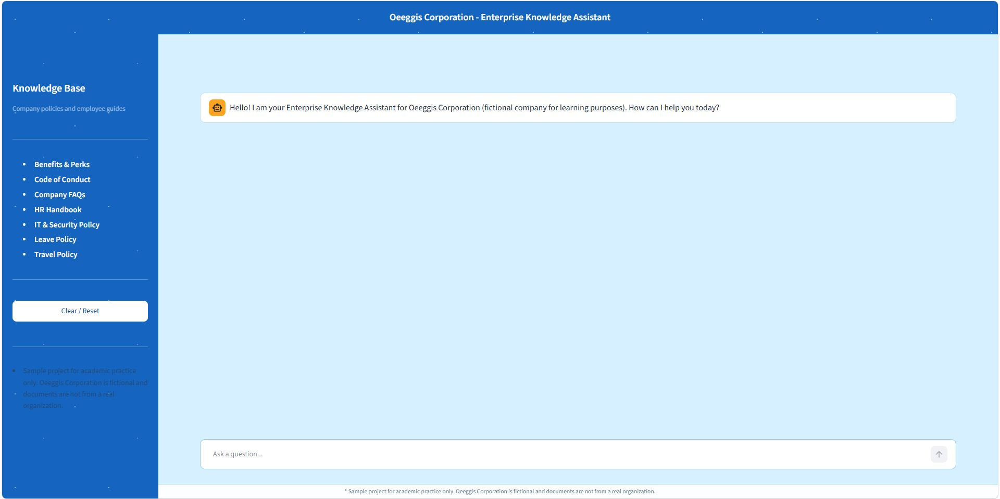 Oeeggis Corporation - Enterprise Knowledge Assistant
Knowledge Base
Company policies and employee guides
• Benefits & Perks
• Code of Conduct
• Company FAQs
• HR Handbook
• IT & Security Policy
• Leave Policy
• Travel Policy
Clear / Reset
• Sample project for academic practice
only. Oeeggis Corporation is fictional and
documents are not from a real
organization.
Hello! I am your Enterprise Knowledge Assistant for Oeeggis Corporation (fictional company for learning purposes). How can I help you today?
Ask a question...
* Sample project for academic practice only. Oeeggis Corporation is fictional and documents are not from a real organization.